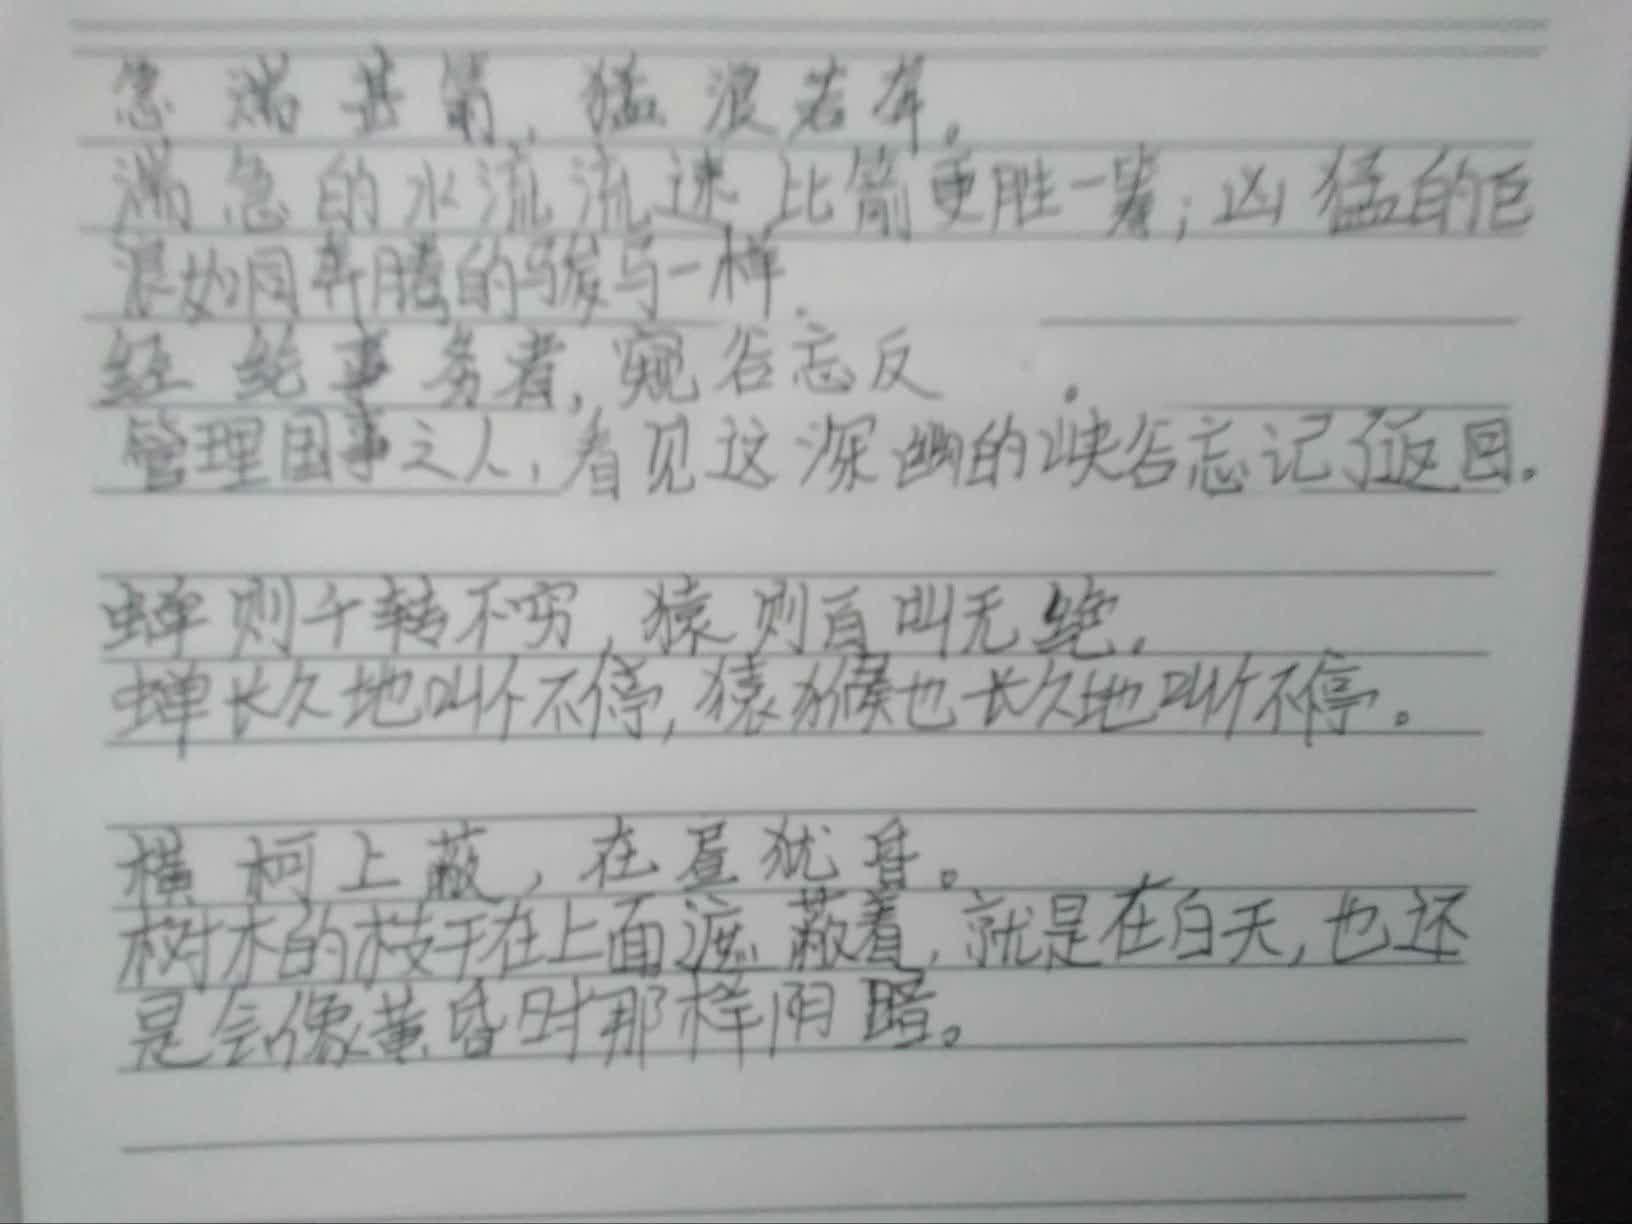 急湍甚箭，猛浪若奔。
湍急的水流流速比箭更胜一筹；凶猛的巨
浪如同奔腾的骏马一样.
经纶事务者，窥谷忘反。
管理国事之人，看见这深幽的峡谷忘记了返回。
蝉则千转不穷，猿则百叫无绝.
蝉长久地叫个不停，猿猴也长久地叫个不停。
横柯上蔽，在昼犹昏。
树木的枝干在上面遮蔽着，就是在白天，也还
是会像黄昏时那样阴暗。